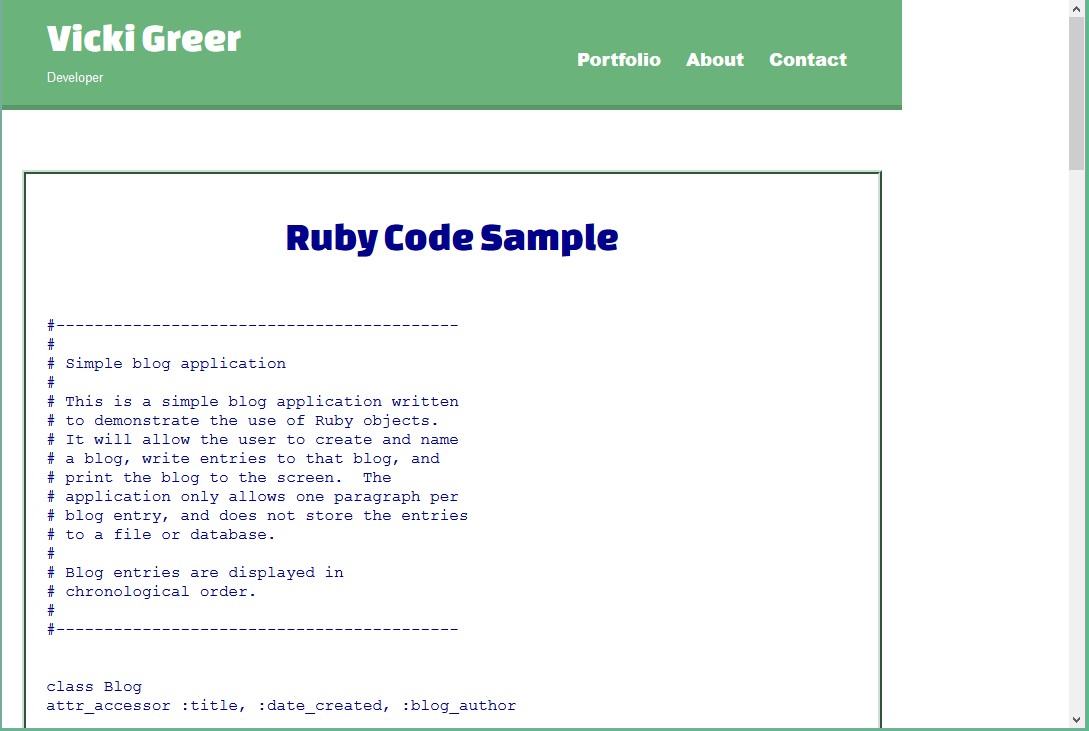 Vicki Greer
Developer
Portfolio About Contact
Ruby Code Sample
#------------------------------------------
#
# Simple blog application
#
# This is a simple blog application written
# to demonstrate the use of Ruby objects.
# It will allow the user to create and name
# a blog, write entries to that blog, and
# print the blog to the screen.  The
# application only allows one paragraph per
# blog entry, and does not store the entries
# to a file or database.
#
# Blog entries are displayed in
# chronological order.
#
#------------------------------------------
class Blog
attr_accessor :title, :date_created, :blog_author